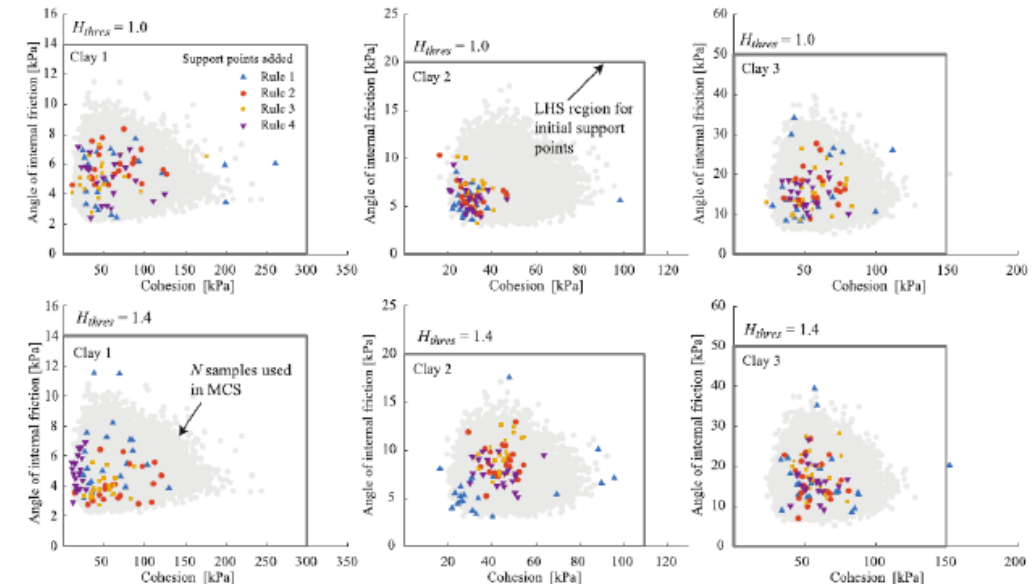 H_thres = 1.0
Clay 1
Support points added
Rule 1
Rule 2
Rule 3
Rule 4
16
14
12
10
8
6
4
2
0
Angle of internal friction [kPa]
50
100
150
200
250
300
350
Cohesion [kPa]
H_thres = 1.0
Clay 2
LHS region for
initial support
points
25
20
15
10
5
0
Angle of internal friction [kPa]
20
40
60
80
100
120
Cohesion [kPa]
H_thres = 1.0
Clay 3
60
50
40
30
20
10
0
Angle of internal friction [kPa]
50
100
150
200
Cohesion [kPa]
H_thres = 1.4
Clay 1
N samples used
in MCS
16
14
12
10
8
6
4
2
0
Angle of internal friction [kPa]
50
100
150
200
250
300
350
Cohesion [kPa]
H_thres = 1.4
Clay 2
25
20
15
10
5
0
Angle of internal friction [kPa]
20
40
60
80
100
120
Cohesion [kPa]
H_thres = 1.4
Clay 3
60
50
40
30
20
10
0
Angle of internal friction [kPa]
50
100
150
200
Cohesion [kPa]